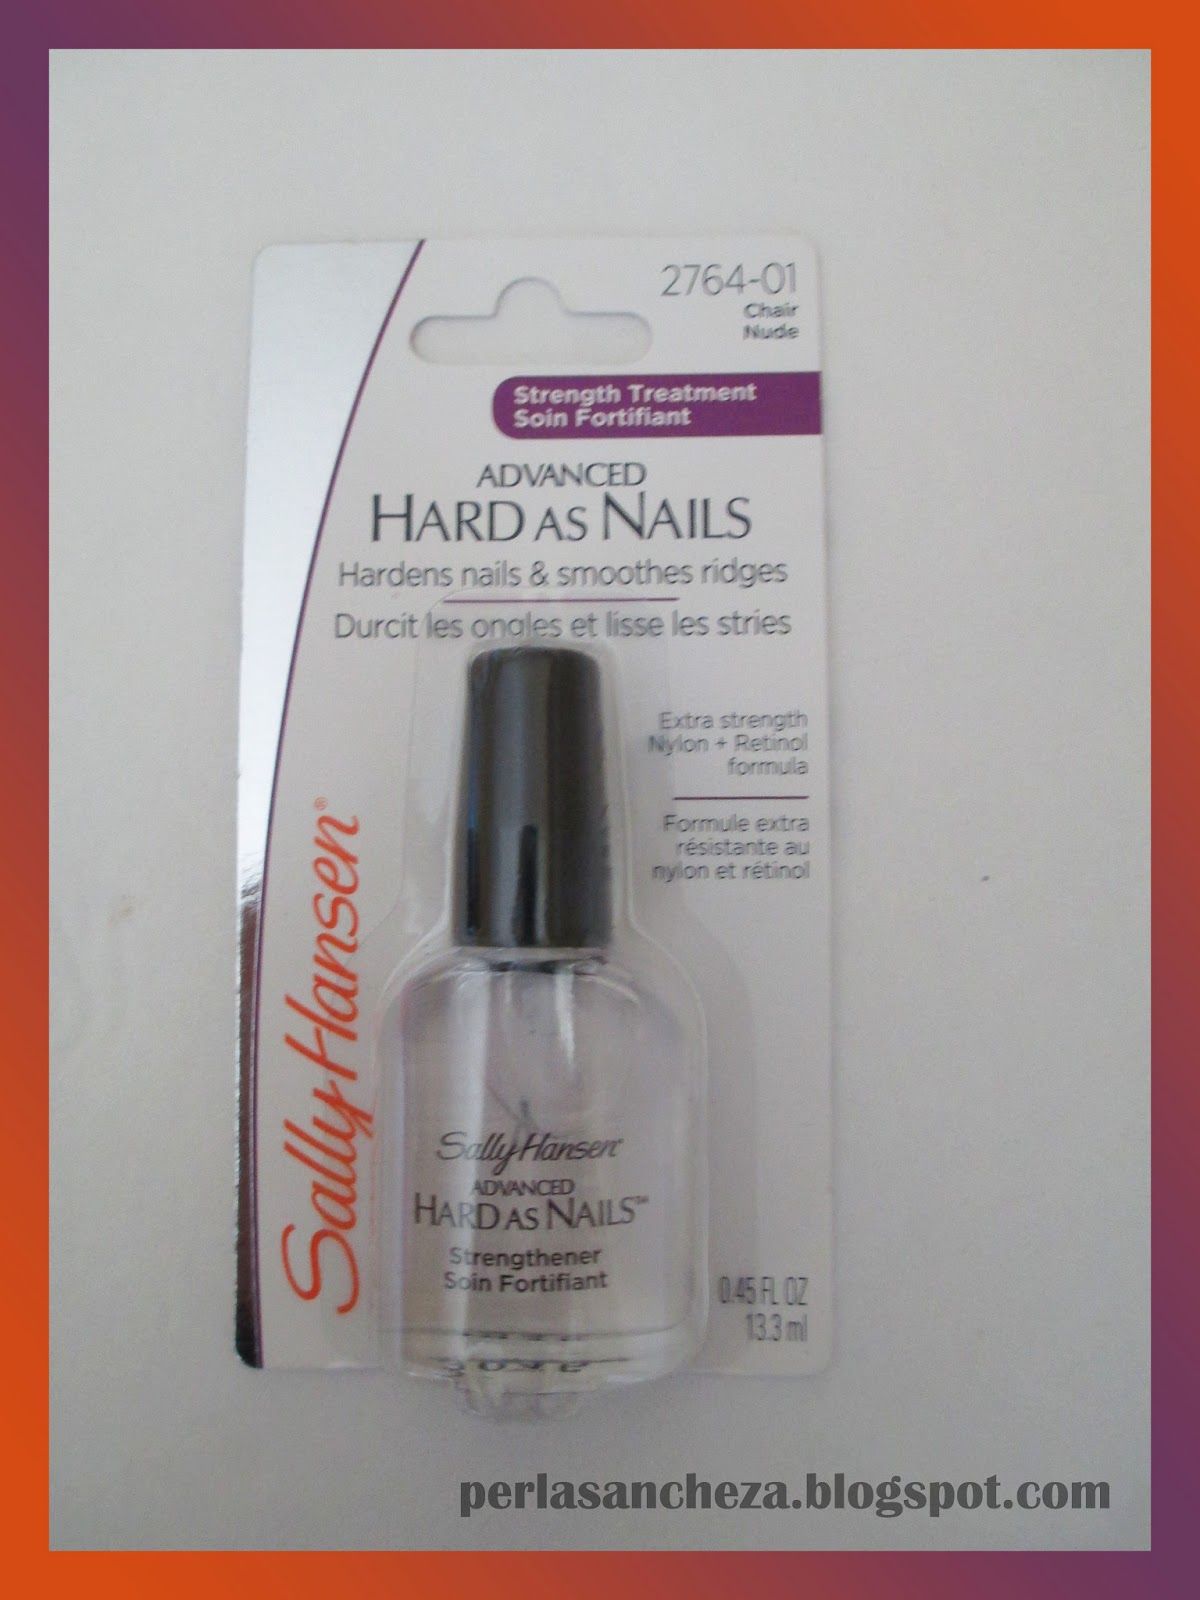 2764-01
Chair
Nude
Strength Treatment
Soin Fortifiant
ADVANCED
HARD AS NAILS
Hardens nails & smoothes ridges
Durcit les ongles et lisse les stries
Extra strength
Nylon + Retinol
formula
Formule extra
résistante au
nylon et rétinol
Sally Hansen®
Sally Hansen
ADVANCED
HARD AS NAILS™
Strengthener
Soin Fortifiant
0.45 FL OZ
13.3 ml
perlasancheza.blogspot.com